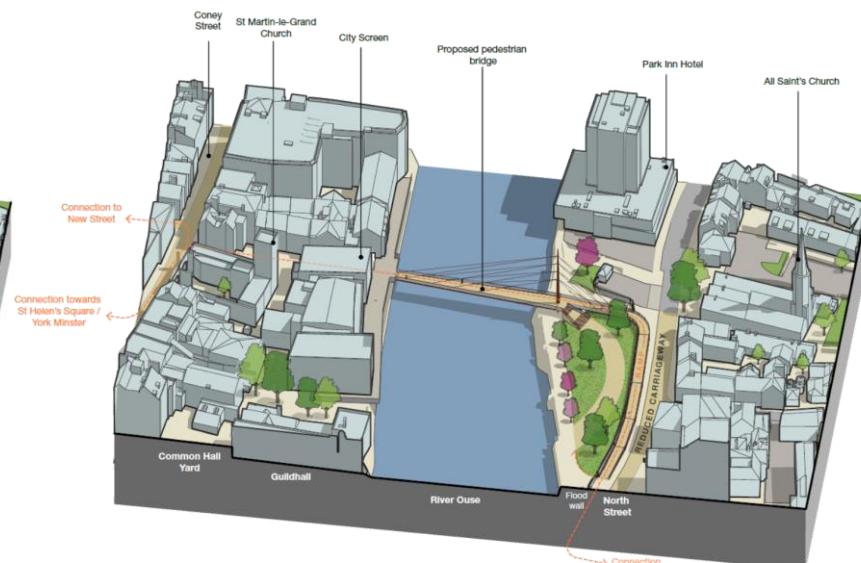 Coney
Street
St Martin-le-Grand
Church
City Screen
Proposed pedestrian
bridge
Park Inn Hotel
All Saint's Church
Connection to
New Street
Connection towards
St Helen's Square /
York Minster
RAMP
REDUCED CARRIAGEWAY
Common Hall
Yard
Guildhall
River Ouse
Flood
wall
North
Street
Connection